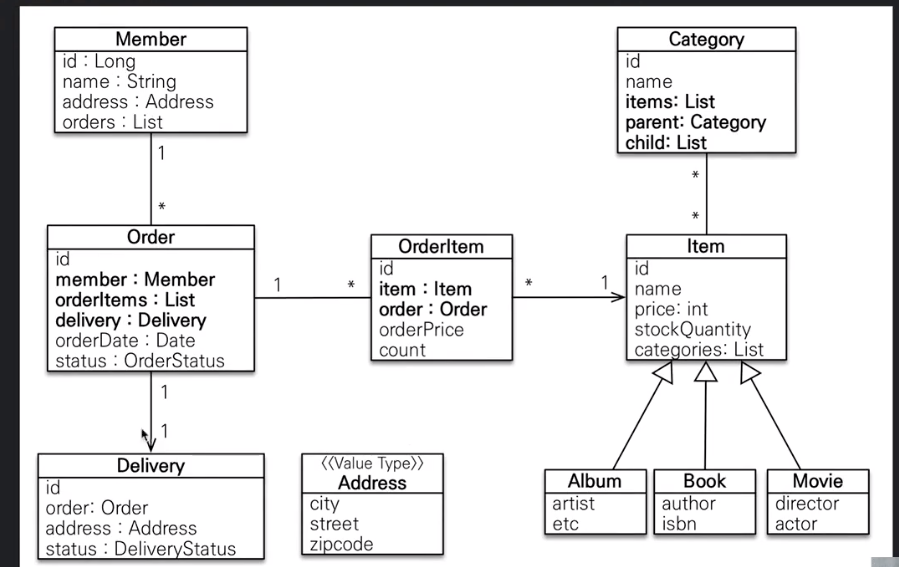 Member
id : Long
name : String
address : Address
orders : List
1
*
Order
id
member : Member
orderItems : List
delivery : Delivery
orderDate : Date
status : OrderStatus
1
*
OrderItem
id
item : Item
order : Order
orderPrice
count
*
1
Category
id
name
items: List
parent: Category
child: List
*
*
Item
id
name
price: int
stockQuantity
categories: List
1
1
Delivery
id
order: Order
address : Address
status : DeliveryStatus
《Value Type》
Address
city
street
zipcode
Album
artist
etc
Book
author
isbn
Movie
director
actor